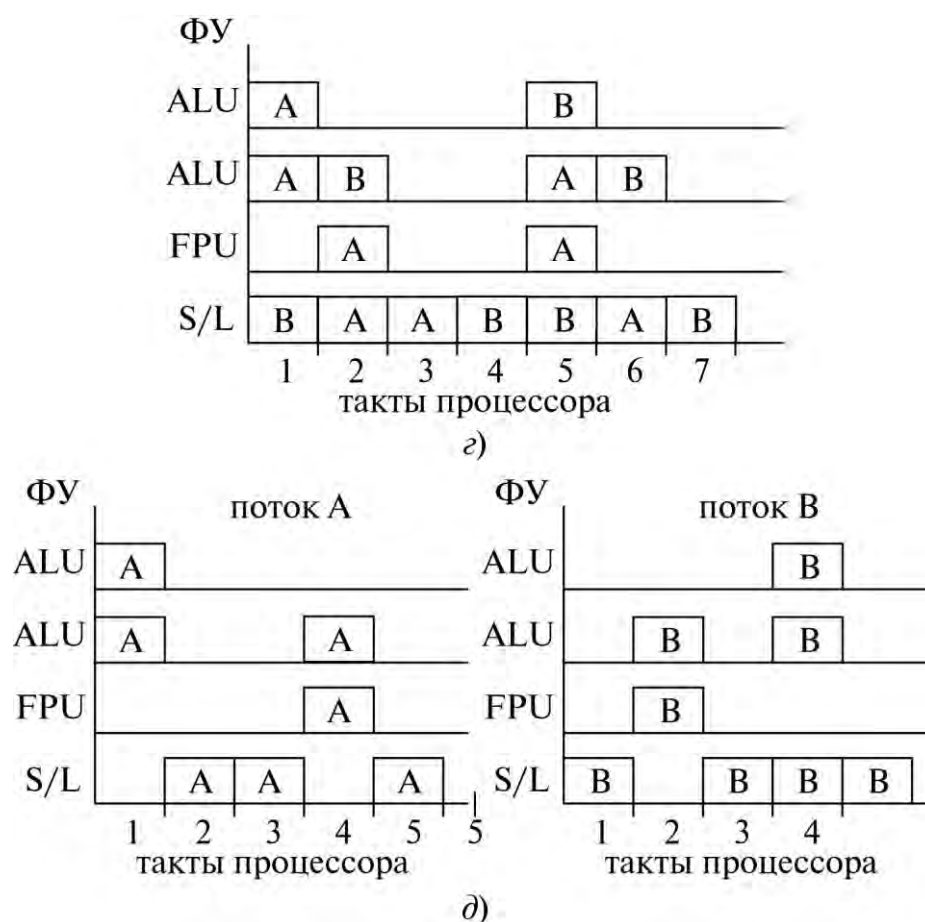 ФУ
ALU A B
ALU A B A B
FPU A A
S/L B A A B B A B
1 2 3 4 5 6 7
такты процессора
г)
ФУ поток A
ALU A
ALU A A
FPU A
S/L A A A
1 2 3 4 5 5
такты процессора
ФУ поток B
ALU B
ALU B B
FPU B
S/L B B B B
1 2 3 4
такты процессора
д)